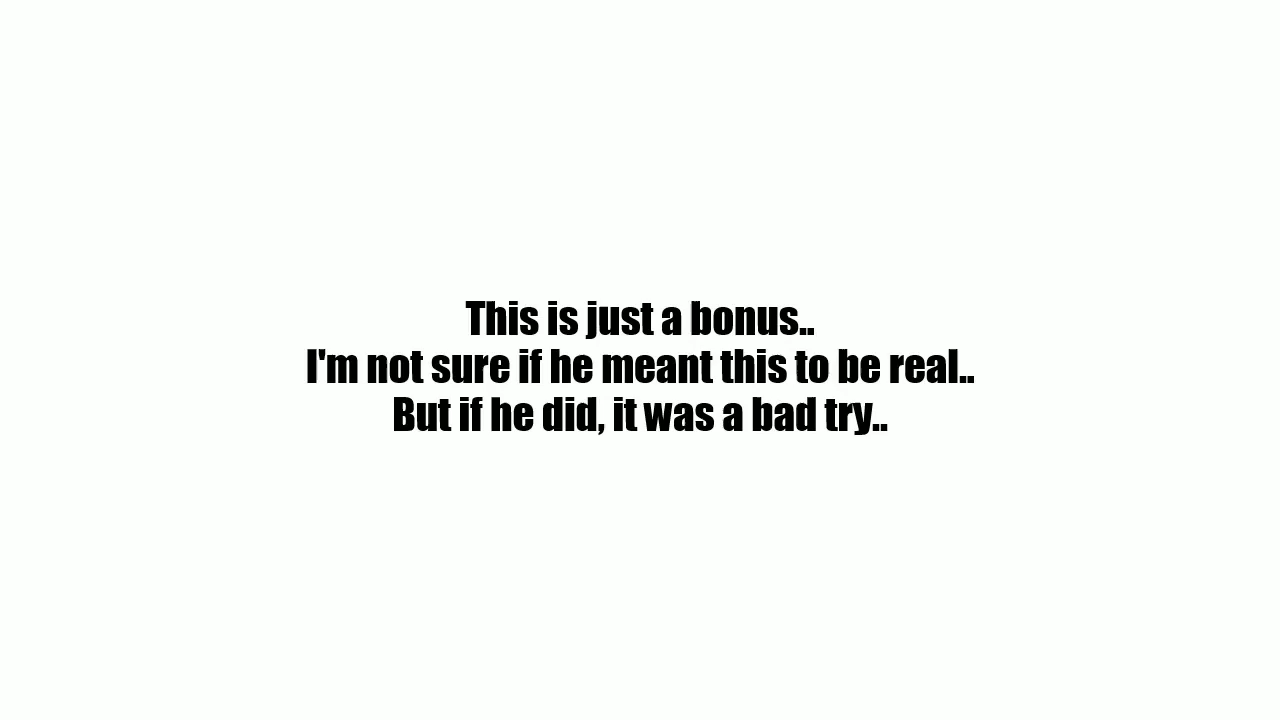 This is just a bonus..
I'm not sure if he meant this to be real..
But if he did, it was a bad try..